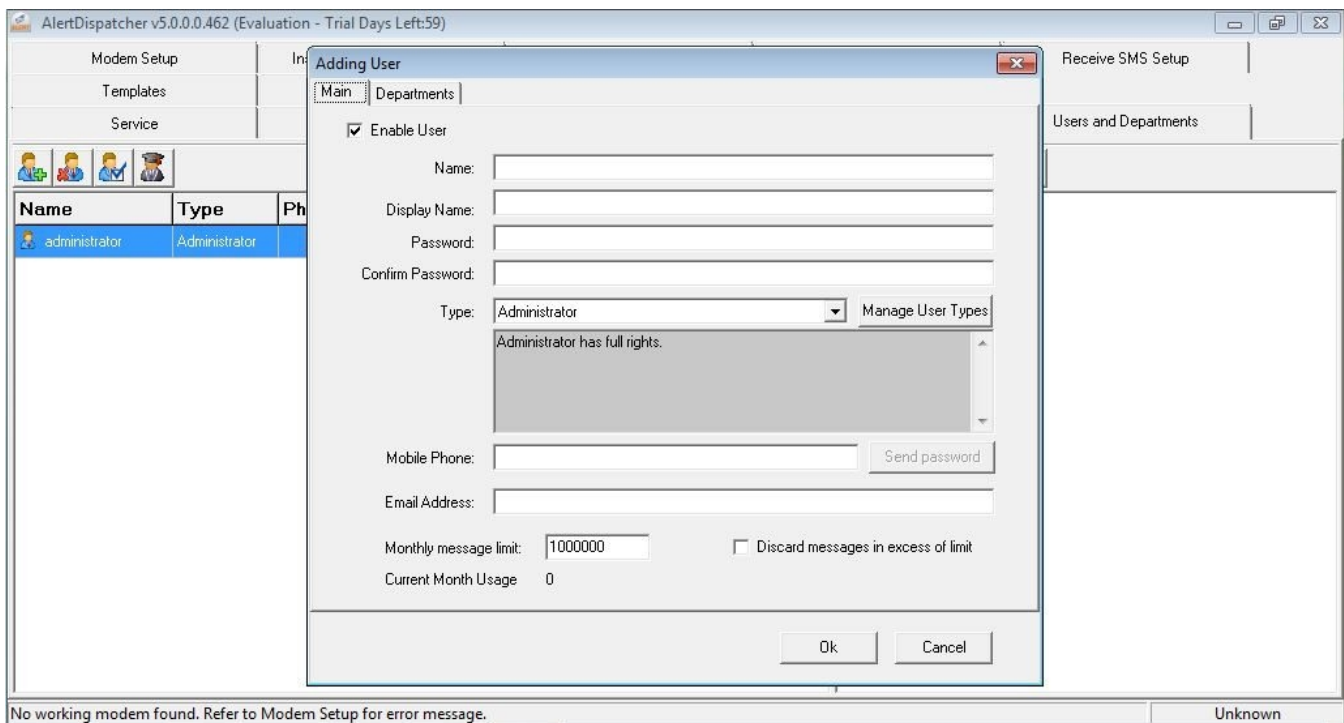 AlertDispatcher v5.0.0.0.462 (Evaluation - Trial Days Left:59)
Modem Setup
Receive SMS Setup
Templates
Service
Users and Departments
Name Type Ph
administrator Administrator
Adding User
Main Departments
Enable User
Name:
Display Name:
Password:
Confirm Password:
Type: Administrator Manage User Types
Administrator has full rights.
Mobile Phone: Send password
Email Address:
Monthly message limit: 1000000 Discard messages in excess of limit
Current Month Usage 0
Ok Cancel
No working modem found. Refer to Modem Setup for error message. Unknown